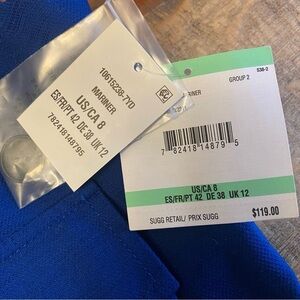 10615238-7YD
MARINER
US/CA 8
ES/FR/PT 42 DE 38 UK 12
782418148795
GROUP 2
S36-2
RINER
7 82418 14879 5
US/CA 8
ES/FR/PT 42 DE 38 UK 12
SUGG RETAIL/ PRIX SUGG
$119.00